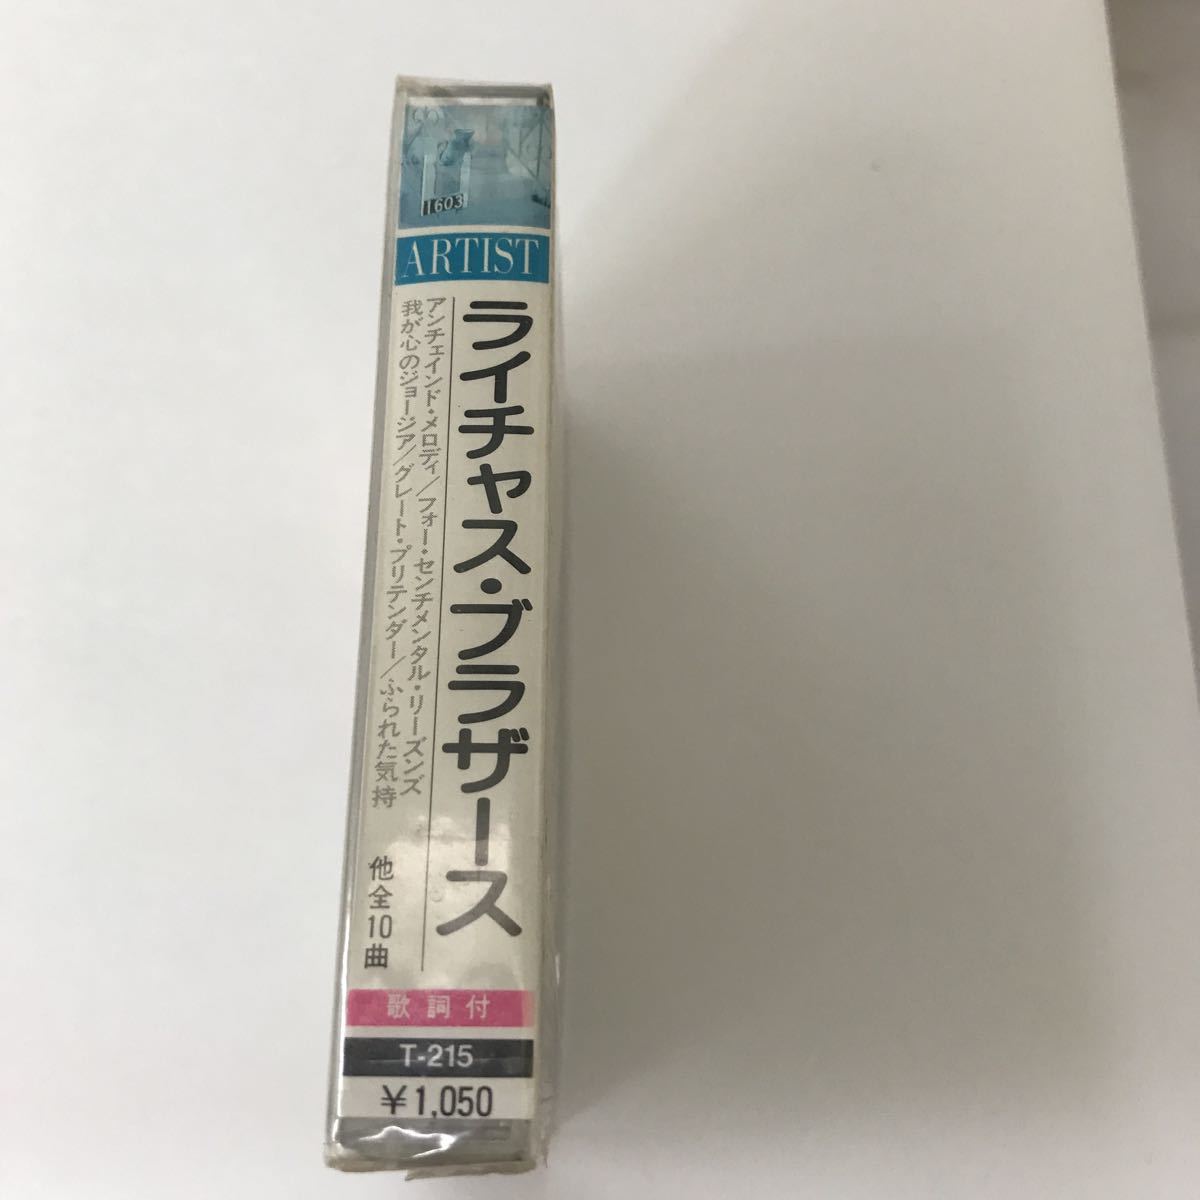 1603
ARTIST
ライチャス・ブラザース
アンチェインド・メロディ/フォー・センチメンタル・リーズンズ
我が心のジョージア/グレート・プリテンダー/ふられた気持
他全10曲
歌詞付
T-215
¥1,050